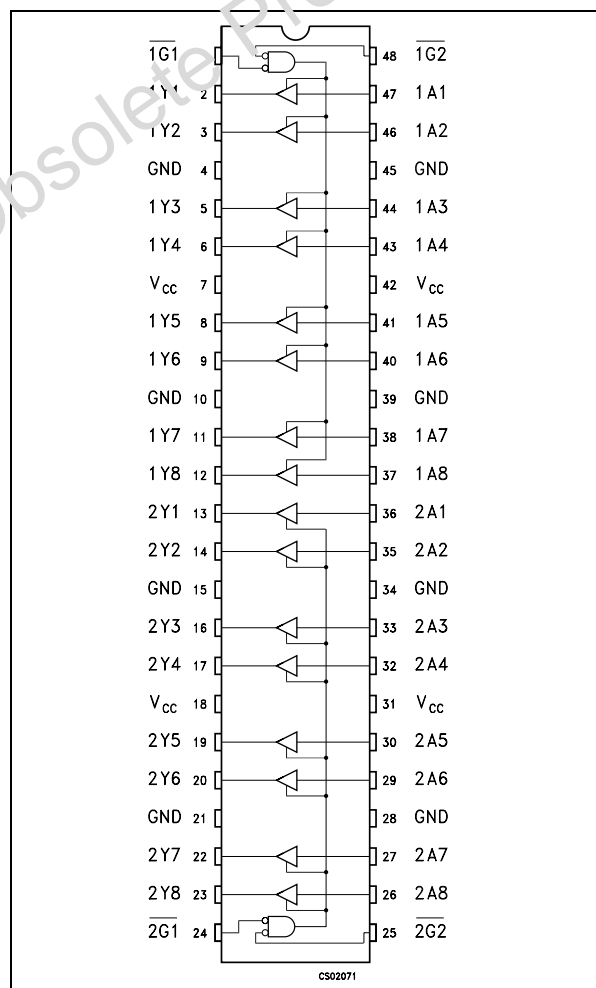 Obsolete Pro
1G1 48 1G2
1Y1 2 47 1A1
1Y2 3 46 1A2
GND 4 45 GND
1Y3 5 44 1A3
1Y4 6 43 1A4
VCC 7 42 VCC
1Y5 8 41 1A5
1Y6 9 40 1A6
GND 10 39 GND
1Y7 11 38 1A7
1Y8 12 37 1A8
2Y1 13 36 2A1
2Y2 14 35 2A2
GND 15 34 GND
2Y3 16 33 2A3
2Y4 17 32 2A4
VCC 18 31 VCC
2Y5 19 30 2A5
2Y6 20 29 2A6
GND 21 28 GND
2Y7 22 27 2A7
2Y8 23 26 2A8
2G1 24 25 2G2
CS02071